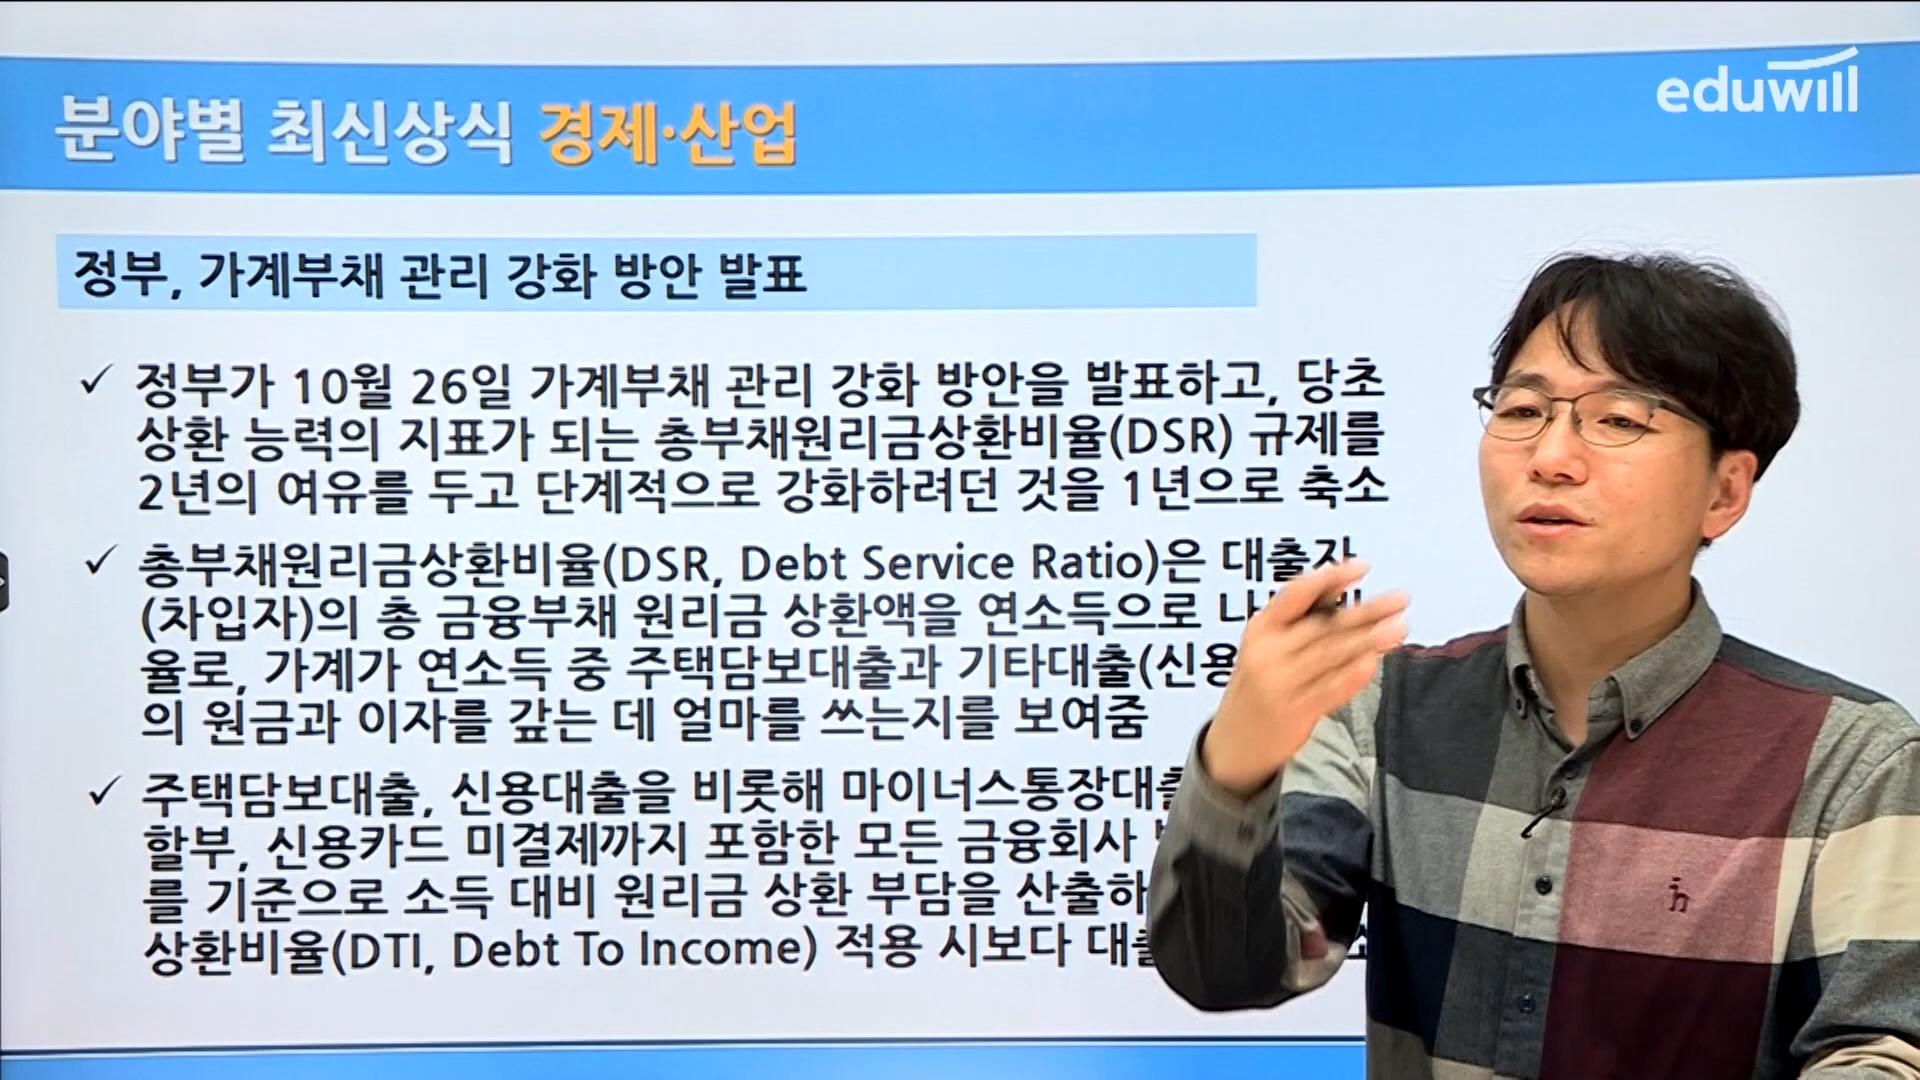 eduwill
분야별 최신상식 경제·산업
정부, 가계부채 관리 강화 방안 발표
✓ 정부가 10월 26일 가계부채 관리 강화 방안을 발표하고, 당초
상환 능력의 지표가 되는 총부채원리금상환비율(DSR) 규제를
2년의 여유를 두고 단계적으로 강화하려던 것을 1년으로 축소
✓ 총부채원리금상환비율(DSR, Debt Service Ratio)은 대출자
(차입자)의 총 금융부채 원리금 상환액을 연소득으로
율로, 가계가 연소득 중 주택담보대출과 기타대출(신용
의 원금과 이자를 갚는 데 얼마를 쓰는지를 보여줌
✓ 주택담보대출, 신용대출을 비롯해 마이너스통장대출
할부, 신용카드 미결제까지 포함한 모든 금융회사
를 기준으로 소득 대비 원리금 상환 부담을
상환비율(DTI, Debt To Income) 적용 시보다